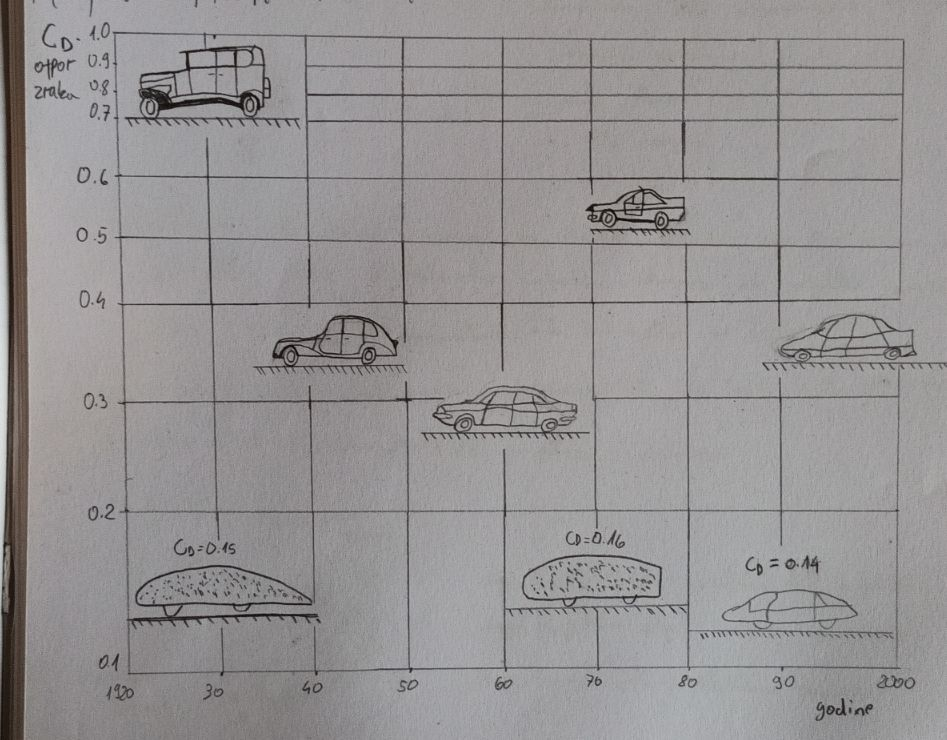 CD 1.0
otpor 0.9
zraka 0.8
0.7
0.6
0.5
0.4
0.3
0.2
CD=0.15
CD=0.16
CD = 0.14
0.1
1920 30 40 50 60 70 80 90 2000
godine